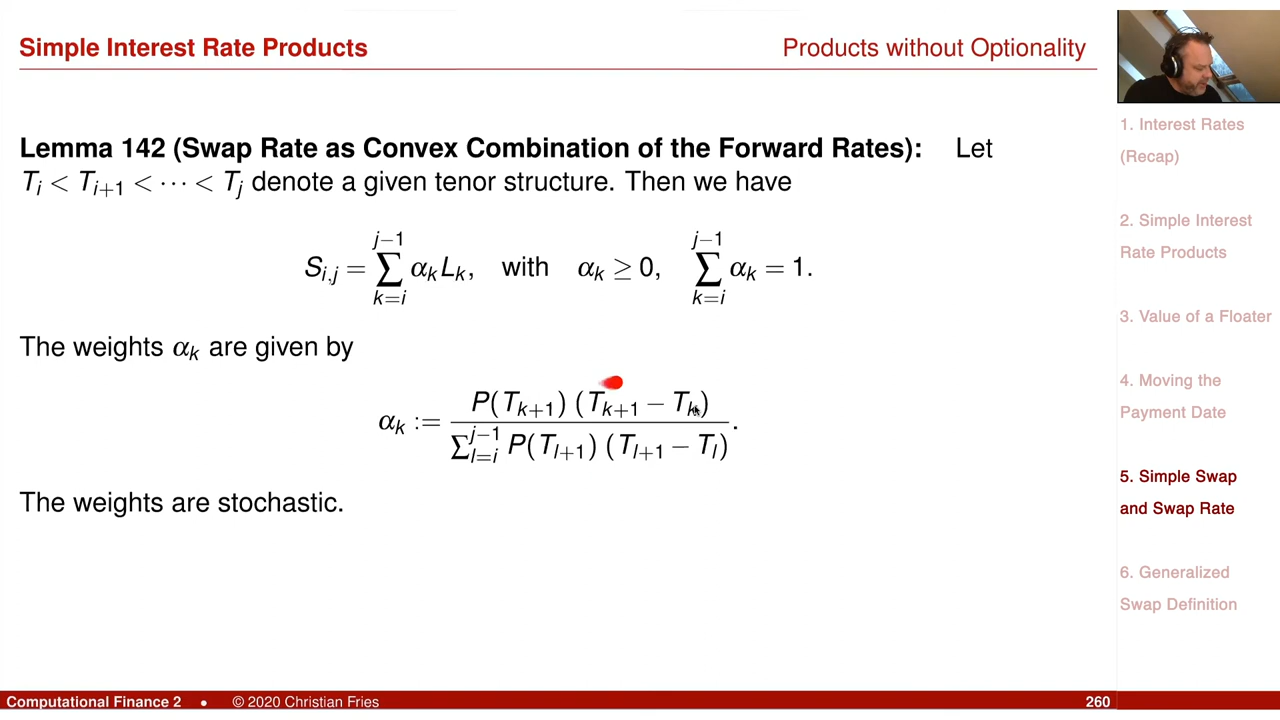 Simple Interest Rate Products
Products without Optionality
Lemma 142 (Swap Rate as Convex Combination of the Forward Rates): Let
T_i < T_{i+1} < ⋯ < T_j denote a given tenor structure. Then we have
S_{i,j} = ∑_{k=i}^{j−1} α_k L_k, with α_k ≥ 0, ∑_{k=i}^{j−1} α_k = 1.
The weights α_k are given by
α_k := \frac{P(T_{k+1}) (T_{k+1} − T_k)}{∑_{l=i}^{j−1} P(T_{l+1}) (T_{l+1} − T_l)}.
The weights are stochastic.
1. Interest Rates
(Recap)
2. Simple Interest
Rate Products
3. Value of a Floater
4. Moving the
Payment Date
5. Simple Swap
and Swap Rate
6. Generalized
Swap Definition
Computational Finance 2 • © 2020 Christian Fries
260